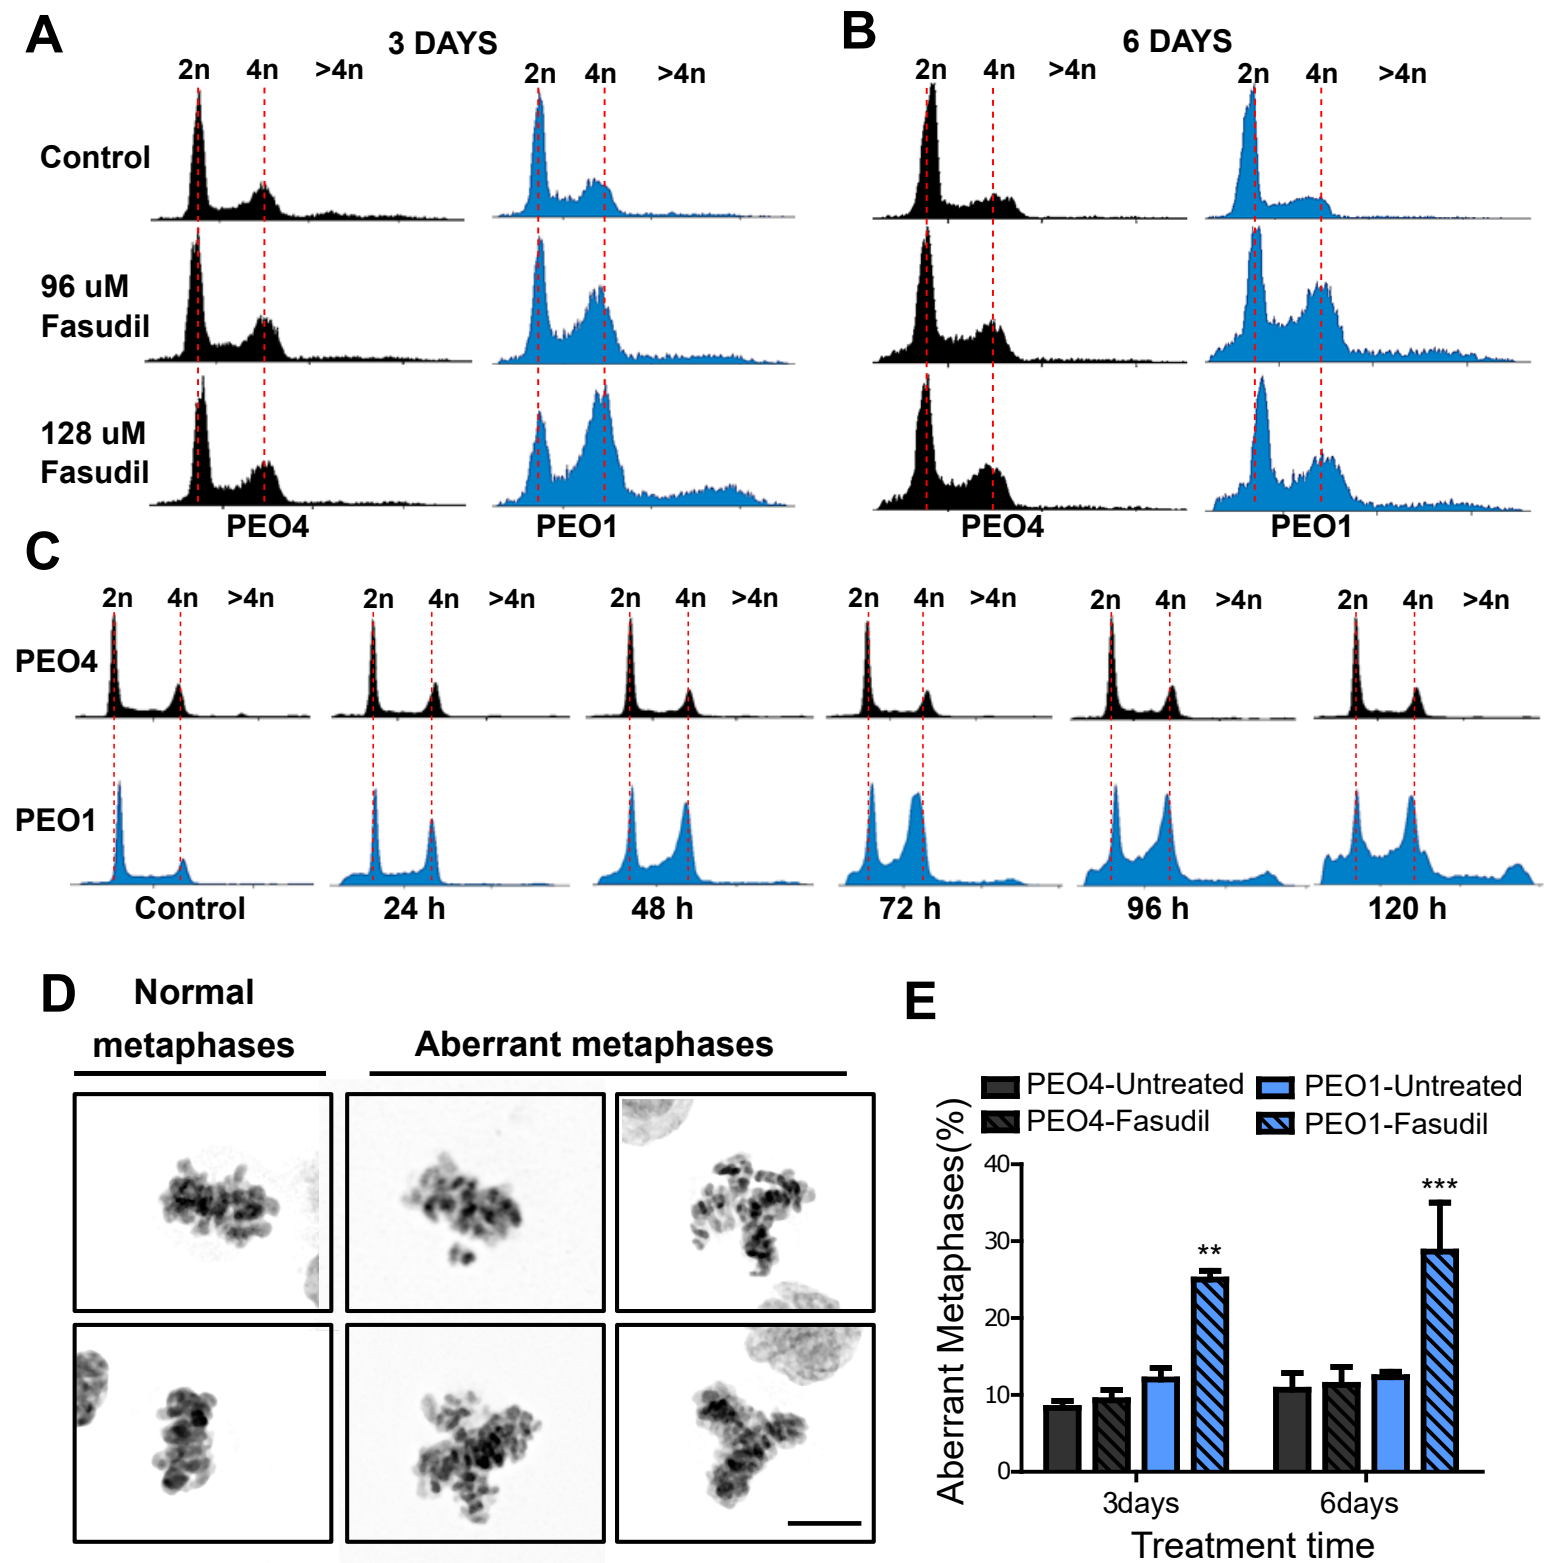 A
3 DAYS
2n 4n >4n
2n 4n >4n
B
6 DAYS
2n 4n >4n
2n 4n >4n
Control
96 uM
Fasudil
128 uM
Fasudil
PEO4
PEO1
PEO4
PEO1
C
2n 4n >4n
2n 4n >4n
2n 4n >4n
2n 4n >4n
2n 4n >4n
2n 4n >4n
PEO4
PEO1
Control
24 h
48 h
72 h
96 h
120 h
D
Normal
metaphases
Aberrant metaphases
E
PEO4-Untreated
PEO1-Untreated
PEO4-Fasudil
PEO1-Fasudil
Aberrant Metaphases(%)
40
30
20
10
0
**
***
3days
6days
Treatment time